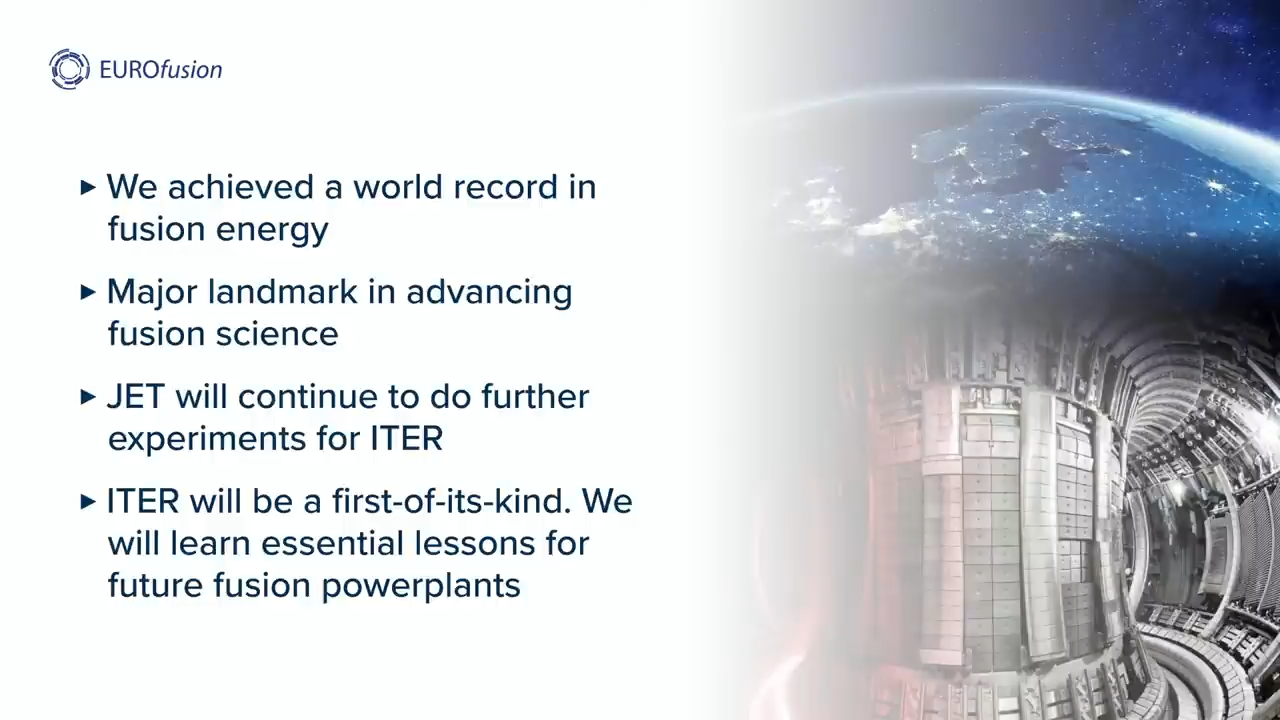 EUROfusion
▸ We achieved a world record in
fusion energy
▸ Major landmark in advancing
fusion science
▸ JET will continue to do further
experiments for ITER
▸ ITER will be a first-of-its-kind. We
will learn essential lessons for
future fusion powerplants